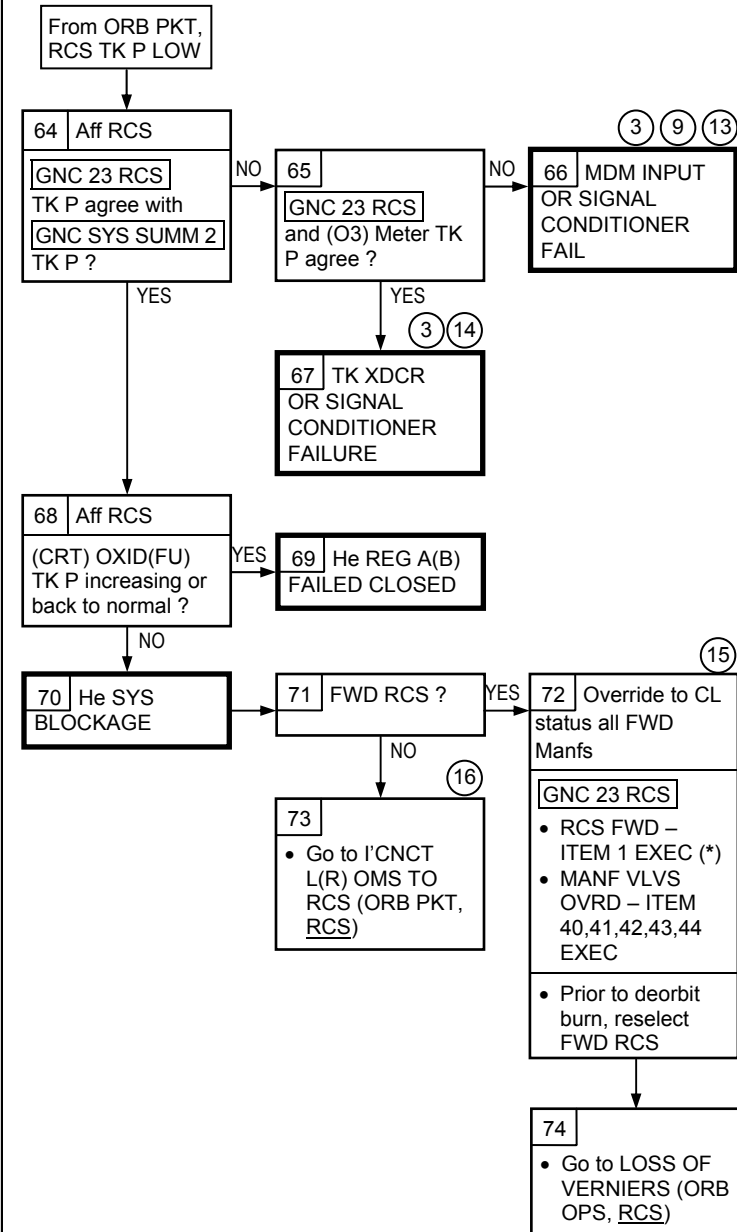 From ORB PKT,
RCS TK P LOW
64 Aff RCS
GNC 23 RCS
TK P agree with
GNC SYS SUMM 2
TK P ?
NO
YES
65
GNC 23 RCS
and (O3) Meter TK
P agree ?
NO
YES
3 9 13
66 MDM INPUT
OR SIGNAL
CONDITIONER
FAIL
3 14
67 TK XDCR
OR SIGNAL
CONDITIONER
FAILURE
68 Aff RCS
(CRT) OXID(FU)
TK P increasing or
back to normal ?
YES
NO
69 He REG A(B)
FAILED CLOSED
70 He SYS
BLOCKAGE
71 FWD RCS ?
YES
NO
15
72 Override to CL
status all FWD
Manfs
GNC 23 RCS
• RCS FWD –
ITEM 1 EXEC (*)
• MANF VLVS
OVRD – ITEM
40,41,42,43,44
EXEC
• Prior to deorbit
burn, reselect
FWD RCS
16
73
• Go to I’CNCT
L(R) OMS TO
RCS (ORB PKT,
RCS)
74
• Go to LOSS OF
VERNIERS (ORB
OPS, RCS)